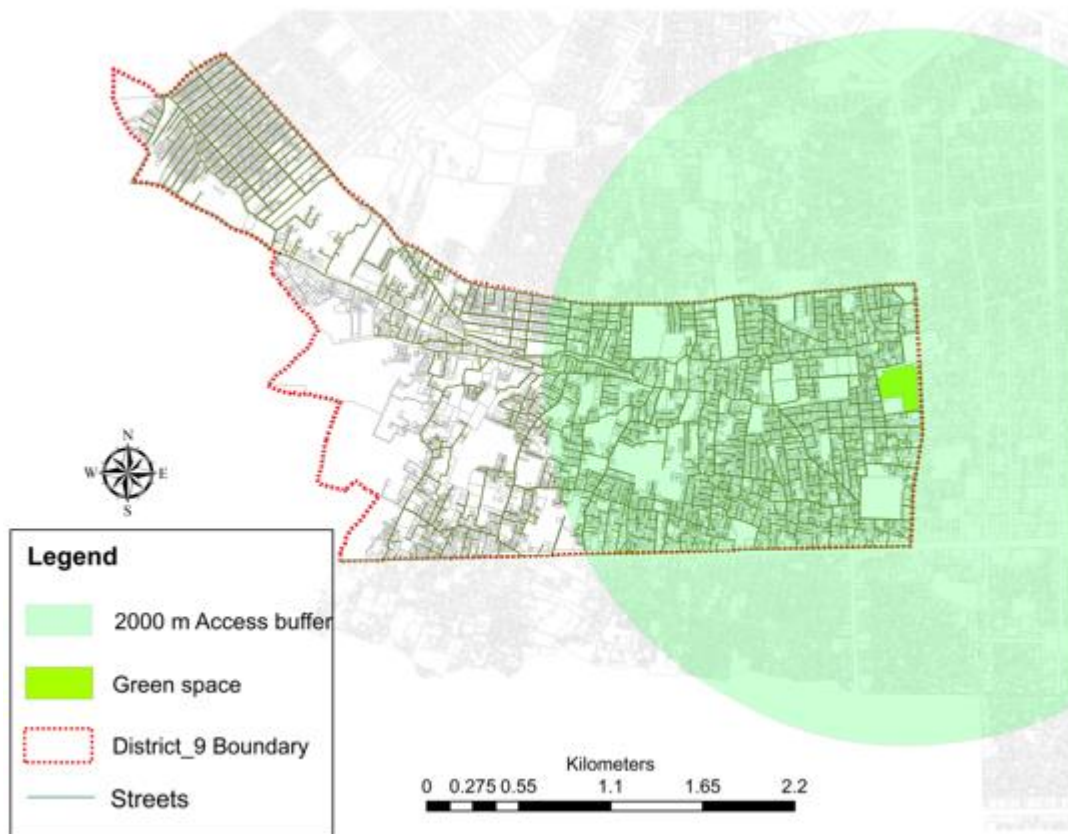 N
W E
S
Legend
2000 m Access buffer
Green space
District_9 Boundary
Streets
Kilometers
0 0.275 0.55 1.1 1.65 2.2